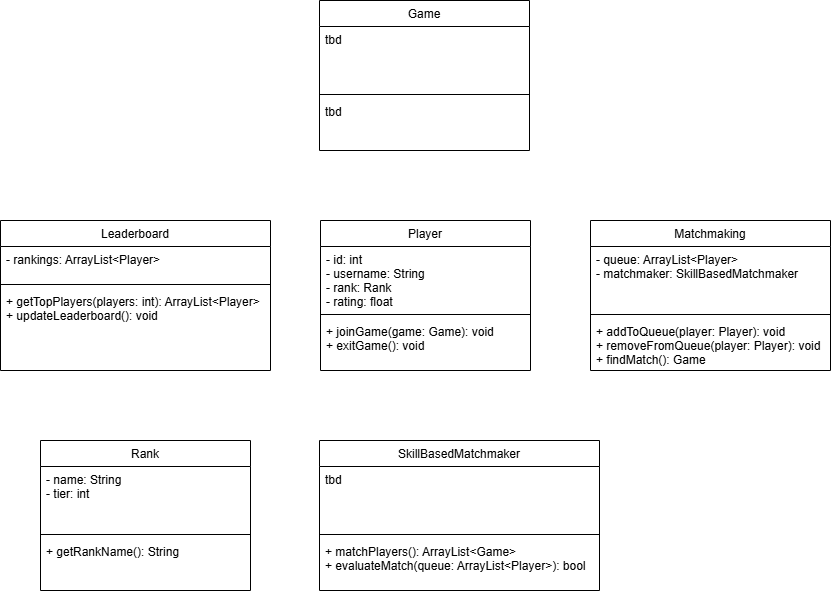 Game
tbd
tbd
Leaderboard
- rankings: ArrayList<Player>
+ getTopPlayers(players: int): ArrayList<Player>
+ updateLeaderboard(): void
Player
- id: int
- username: String
- rank: Rank
- rating: float
+ joinGame(game: Game): void
+ exitGame(): void
Matchmaking
- queue: ArrayList<Player>
- matchmaker: SkillBasedMatchmaker
+ addToQueue(player: Player): void
+ removeFromQueue(player: Player): void
+ findMatch(): Game
Rank
- name: String
- tier: int
+ getRankName(): String
SkillBasedMatchmaker
tbd
+ matchPlayers(): ArrayList<Game>
+ evaluateMatch(queue: ArrayList<Player>): bool